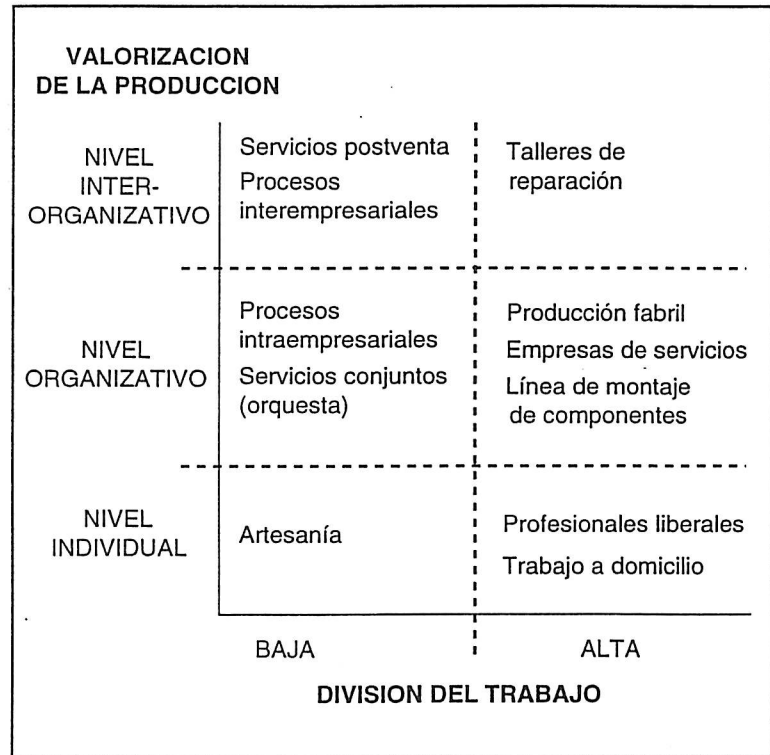 VALORIZACION
DE LA PRODUCCION
NIVEL
INTER-
ORGANIZATIVO
Servicios postventa
Procesos
interempresariales
Talleres de
reparación
NIVEL
ORGANIZATIVO
Procesos
intraempresariales
Servicios conjuntos
(orquesta)
Producción fabril
Empresas de servicios
Línea de montaje
de componentes
NIVEL
INDIVIDUAL
Artesanía
Profesionales liberales
Trabajo a domicilio
BAJA
ALTA
DIVISION DEL TRABAJO